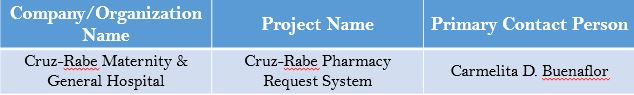 Company/Organization
Name
Project Name
Primary Contact Person
Cruz-Rabe Maternity &
General Hospital
Cruz-Rabe Pharmacy
Request System
Carmelita D. Buenaflor